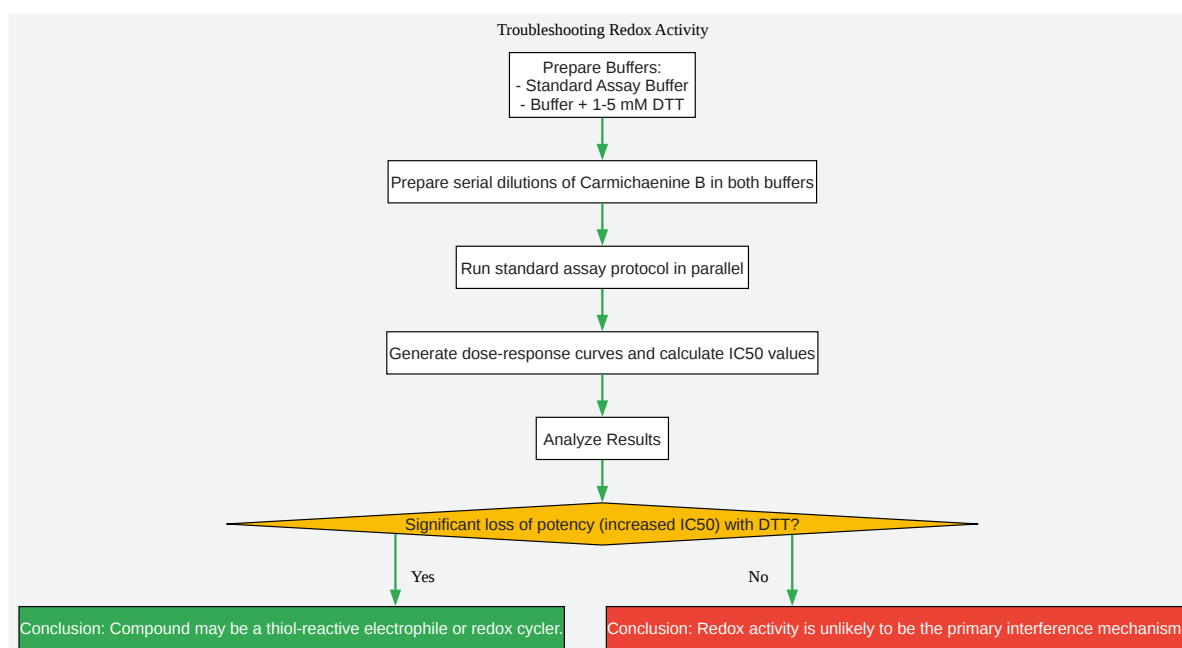 Troubleshooting Redox Activity
Prepare Buffers:
- Standard Assay Buffer
- Buffer + 1-5 mM DTT
Prepare serial dilutions of Carmichaenine B in both buffers
Run standard assay protocol in parallel
Generate dose-response curves and calculate IC50 values
Analyze Results
Significant loss of potency (increased IC50) with DTT?
Yes
No
Conclusion: Compound may be a thiol-reactive electrophile or redox cycler.
Conclusion: Redox activity is unlikely to be the primary interference mechanism